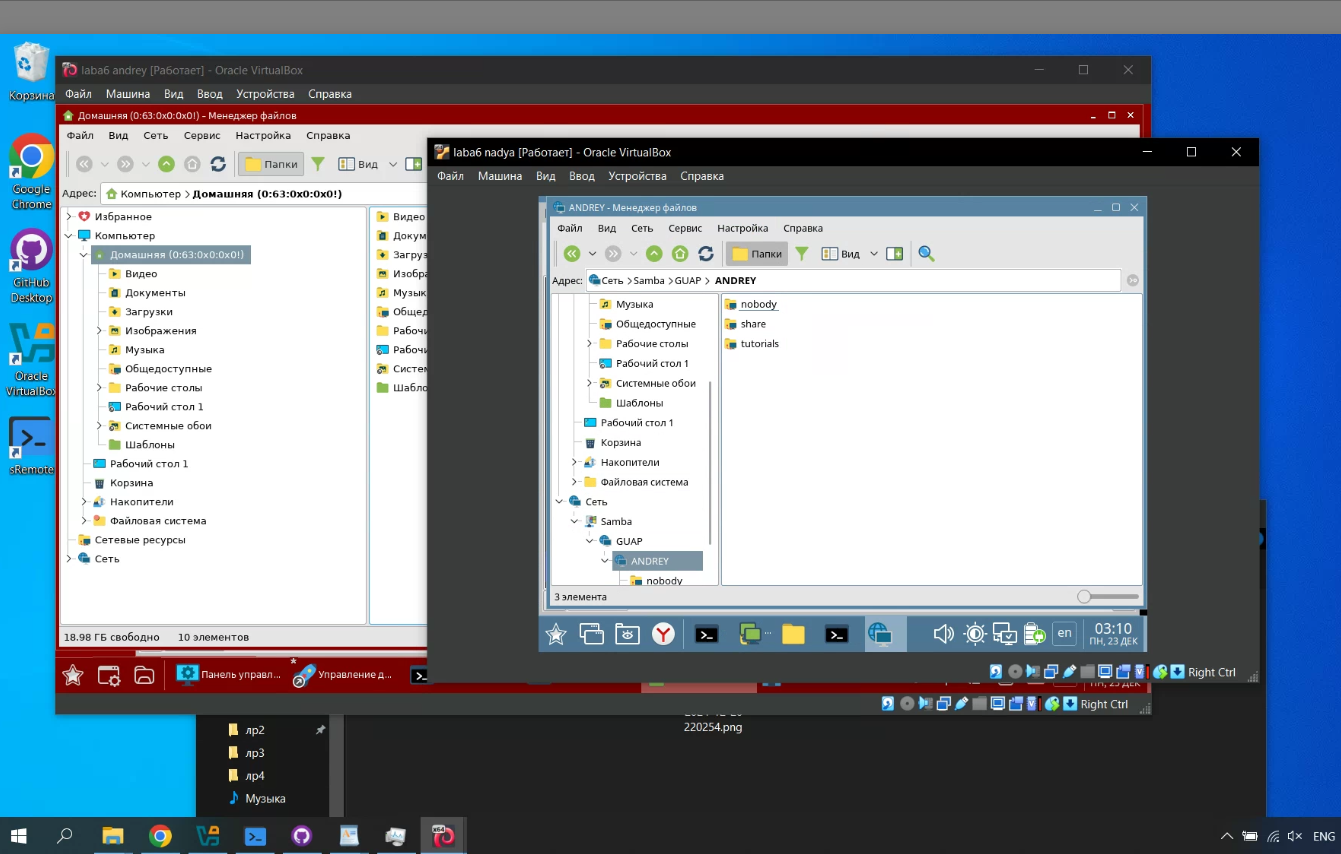 Корзина
Google
Chrome
GitHub
Desktop
Oracle
VirtualBox
sRemote
laba6 andrey [Работает] - Oracle VirtualBox
Файл Машина Вид Ввод Устройства Справка
Домашняя (0:63:0x0:0x0!) - Менеджер файлов
Файл Вид Сеть Сервис Настройка Справка
Папки Вид
Адрес: Компьютер > Домашняя (0:63:0x0:0x0!)
Избранное
Компьютер
Домашняя (0:63:0x0:0x0!)
Видео
Документы
Загрузки
Изображения
Музыка
Общедоступные
Рабочие столы
Рабочий стол 1
Системные обои
Шаблоны
Рабочий стол 1
Корзина
Накопители
Файловая система
Сетевые ресурсы
Сеть
Видео
Докум
Загруз
Изобра
Музык
Общед
Рабочи
Рабочи
Систем
Шабло
18.98 ГБ свободно 10 элементов
Панель управл...
Управление д...
ПН, 23 ДЕК
Right Ctrl
laba6 nadya [Работает] - Oracle VirtualBox
Файл Машина Вид Ввод Устройства Справка
ANDREY - Менеджер файлов
Файл Вид Сеть Сервис Настройка Справка
Папки Вид
Адрес: Сеть > Samba > GUAP > ANDREY
Музыка
Общедоступные
Рабочие столы
Рабочий стол 1
Системные обои
Шаблоны
Рабочий стол 1
Корзина
Накопители
Файловая система
Сеть
Samba
GUAP
ANDREY
nobody
nobody
share
tutorials
3 элемента
en
03:10
ПН, 23 ДЕК
Right Ctrl
220254.png
лр2
лр3
лр4
Музыка
x64
ENG